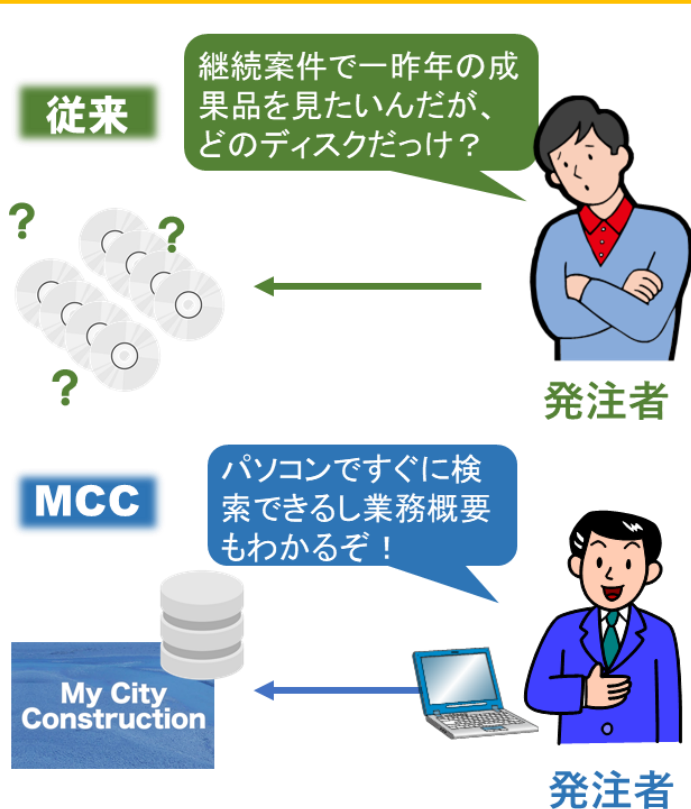 従来
継続案件で一昨年の成
果品を見たいんだが、
どのディスクだっけ？
?
?
?
発注者
MCC
パソコンですぐに検
索できるし業務概要
もわかるぞ！
My City
Construction
発注者